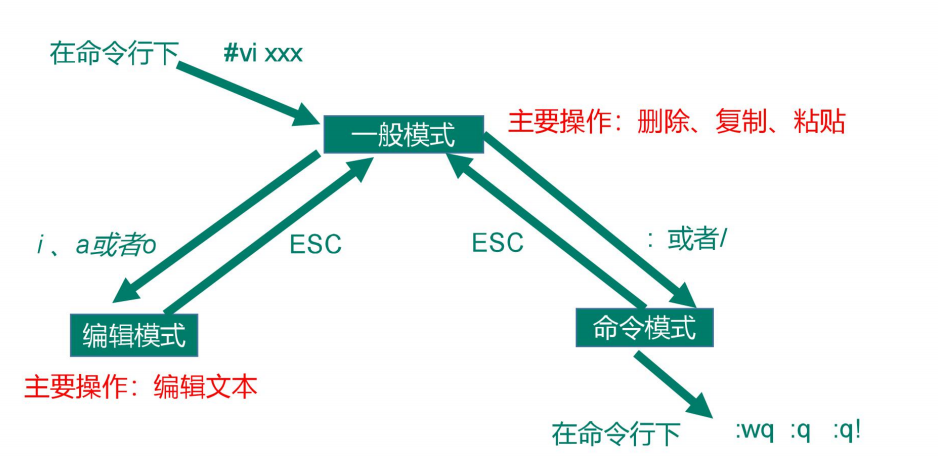 在命令行下 #vi xxx
一般模式
主要操作：删除、复制、粘贴
i 、a或者o
ESC
ESC
: 或者/
编辑模式
命令模式
主要操作：编辑文本
在命令行下 :wq :q :q!